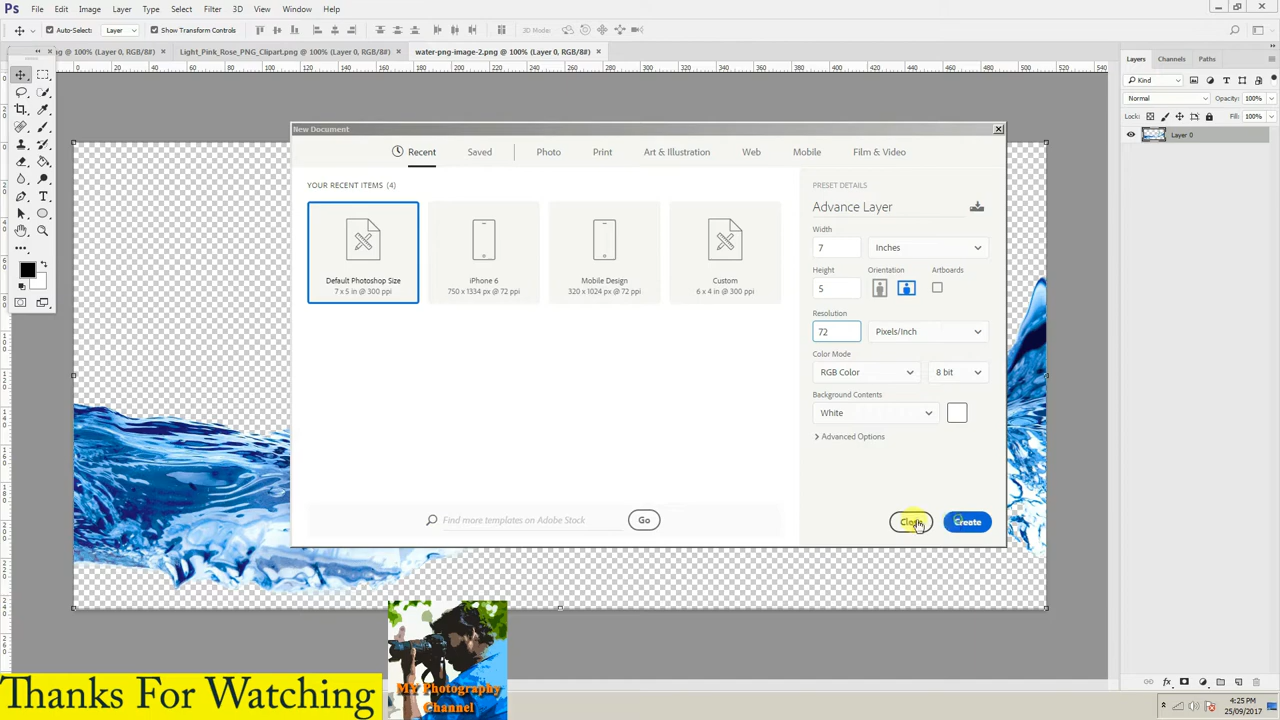 Ps File Edit Image Layer Type Select Filter 3D View Window Help
Auto-Select: Layer Show Transform Controls 3D Mode:
ng @ 100% (Layer 0, RGB/8#) × Light_Pink_Rose_PNG_Clipart.png @ 100% (Layer 0, RGB/8#) × water-png-image-2.png @ 100% (Layer 0, RGB/8#) ×
Layers Channels Paths
Kind
Normal Opacity: 100%
Lock: Fill: 100%
Layer 0
New Document
Recent Saved Photo Print Art & Illustration Web Mobile Film & Video
YOUR RECENT ITEMS (4)
Default Photoshop Size
7 x 5 in @ 300 ppi
iPhone 6
750 x 1334 px @ 72 ppi
Mobile Design
320 x 1024 px @ 72 ppi
Custom
6 x 4 in @ 300 ppi
PRESET DETAILS
Advance Layer
Width
7 Inches
Height Orientation Artboards
5
Resolution
72 Pixels/Inch
Color Mode
RGB Color 8 bit
Background Contents
White
Advanced Options
Find more templates on Adobe Stock Go
Create
Thanks For Watching
MY Photography
Channel
4:25 PM
25/09/2017